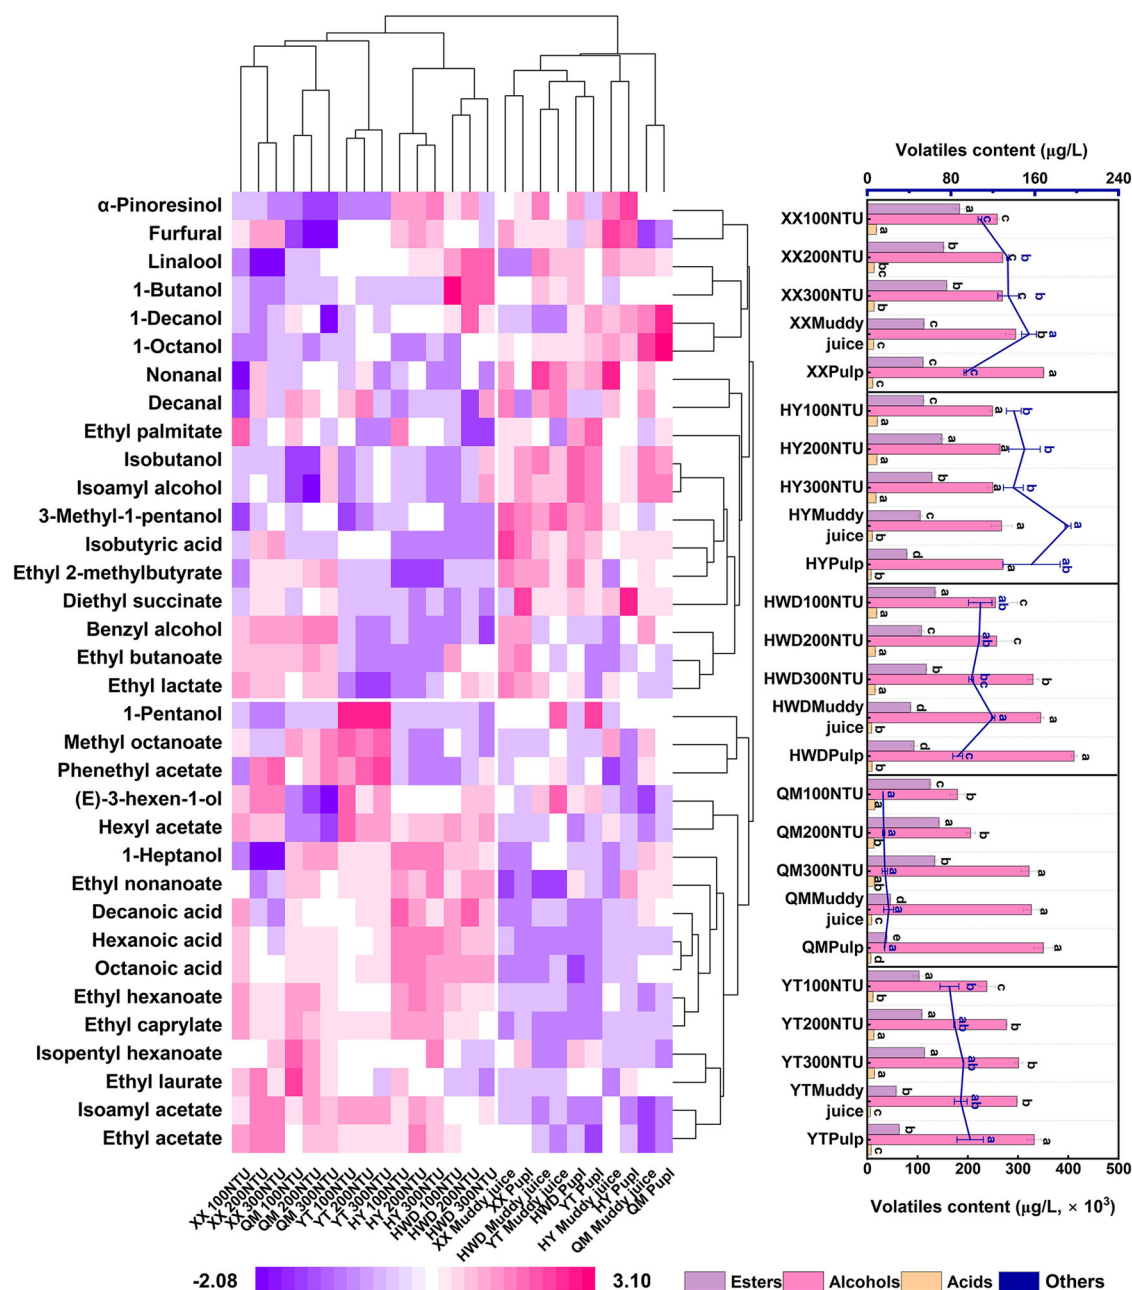 α-Pinoresinol
Furfural
Linalool
1-Butanol
1-Decanol
1-Octanol
Nonanal
Decanal
Ethyl palmitate
Isobutanol
Isoamyl alcohol
3-Methyl-1-pentanol
Isobutyric acid
Ethyl 2-methylbutyrate
Diethyl succinate
Benzyl alcohol
Ethyl butanoate
Ethyl lactate
1-Pentanol
Methyl octanoate
Phenethyl acetate
(E)-3-hexen-1-ol
Hexyl acetate
1-Heptanol
Ethyl nonanoate
Decanoic acid
Hexanoic acid
Octanoic acid
Ethyl hexanoate
Ethyl caprylate
Isopentyl hexanoate
Ethyl laurate
Isoamyl acetate
Ethyl acetate
XX 100NTU
XX 200NTU
XX 300NTU
QM 100NTU
QM 200NTU
QM 300NTU
YT 100NTU
YT 200NTU
YT 300NTU
HY 100NTU
HY 200NTU
HY 300NTU
HWD 100NTU
HWD 200NTU
HWD 300NTU
XX Muddy juice
XX Pupl
HWD Muddy juice
YT Muddy juice
HWD Pupl
YT Pupl
HY Muddy juice
HY Pupl
QM Muddy juice
QM Pupl
-2.08
3.10
Volatiles content (μg/L)
0 80 160 240
XX100NTU
a c c a
XX200NTU
b c b bc
XX300NTU
b c b b
XXMuddy
juice
c b a c
XXPulp
c a c c
HY100NTU
c a b a
HY200NTU
a a b a
HY300NTU
b a b a
HYMuddy
juice
c a a b
HYPulp
d a ab b
HWD100NTU
a c ab a
HWD200NTU
c c ab a
HWD300NTU
b b bc a
HWDMuddy
juice
d a a b
HWDPulp
d a c b
QM100NTU
c b a a
QM200NTU
a b a b
QM300NTU
b a a ab
QMMuddy
juice
d a a c
QMPulp
e a a d
YT100NTU
a c b b
YT200NTU
a b ab a
YT300NTU
a b ab a
YTMuddy
juice
b b ab c
YTPulp
b a a c
0 200 300 400 500
Volatiles content (μg/L, × 10³)
Esters Alcohols Acids Others